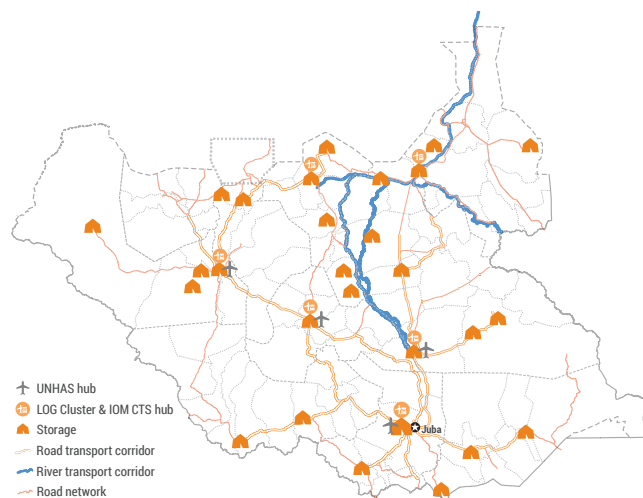 Juba
UNHAS hub
LOG Cluster & IOM CTS hub
Storage
Road transport corridor
River transport corridor
Road network